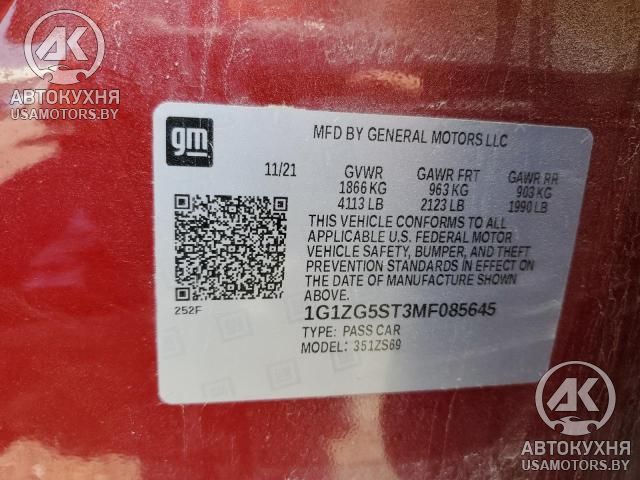 AK
АВТОКУХНЯ
USAMOTORS.BY
gm
MFD BY GENERAL MOTORS LLC
11/21 GVWR GAWR FRT GAWR RR
1866 KG 963 KG 903 KG
4113 LB 2123 LB 1990 LB
THIS VEHICLE CONFORMS TO ALL
APPLICABLE U.S. FEDERAL MOTOR
VEHICLE SAFETY, BUMPER, AND THEFT
PREVENTION STANDARDS IN EFFECT ON
THE DATE OF MANUFACTURE SHOWN
ABOVE.
252F
1G1ZG5ST3MF085645
TYPE: PASS CAR
MODEL: 351ZS69
AK
АВТОКУХНЯ
USAMOTORS.BY